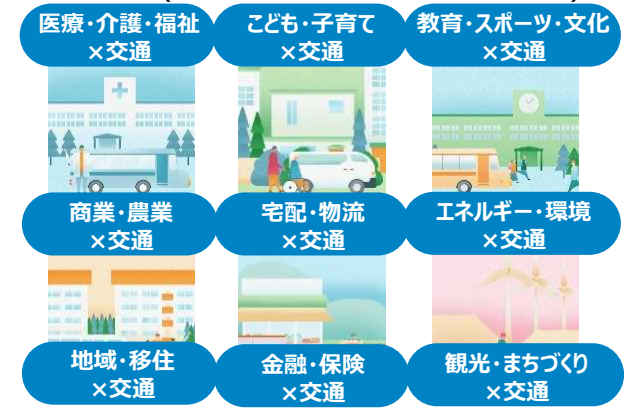 医療・介護・福祉
×交通
こども・子育て
×交通
教育・スポーツ・文化
×交通
商業・農業
×交通
宅配・物流
×交通
エネルギー・環境
×交通
地域・移住
×交通
金融・保険
×交通
観光・まちづくり
×交通